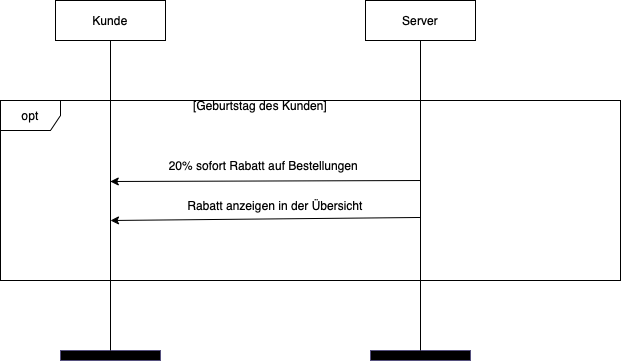 Kunde
Server
[Geburtstag des Kunden]
opt
20% sofort Rabatt auf Bestellungen
Rabatt anzeigen in der Übersicht